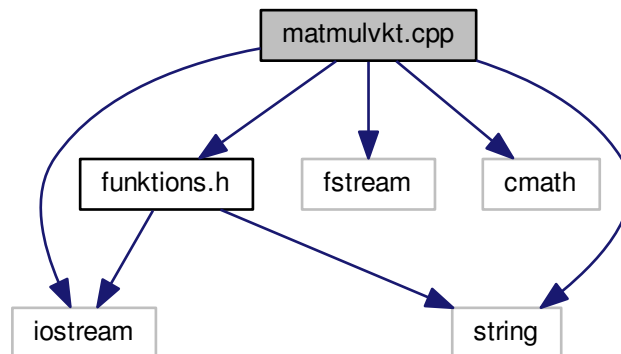 matmulvkt.cpp
funktions.h
fstream
cmath
iostream
string